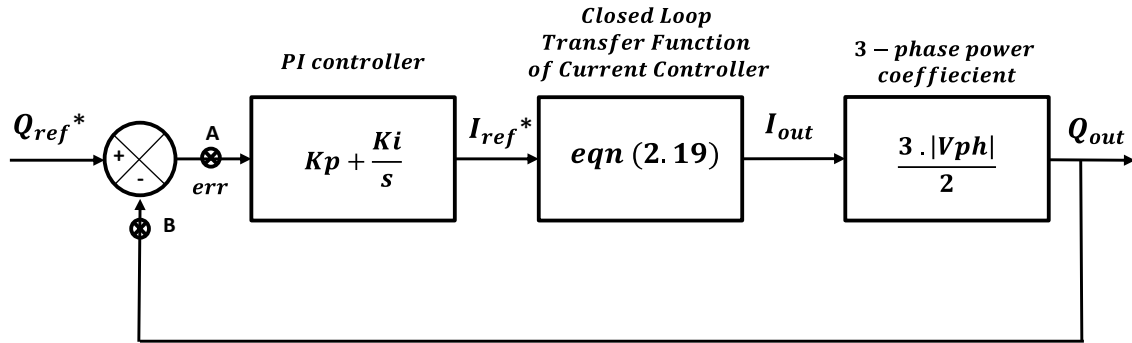 Closed Loop
Transfer Function
of Current Controller
PI controller
3 − phase power
coeffiecient
Qref*
+
-
A
err
B
Kp + Ki/s
Iref*
eqn (2.19)
Iout
3 .|Vph|
2
Qout